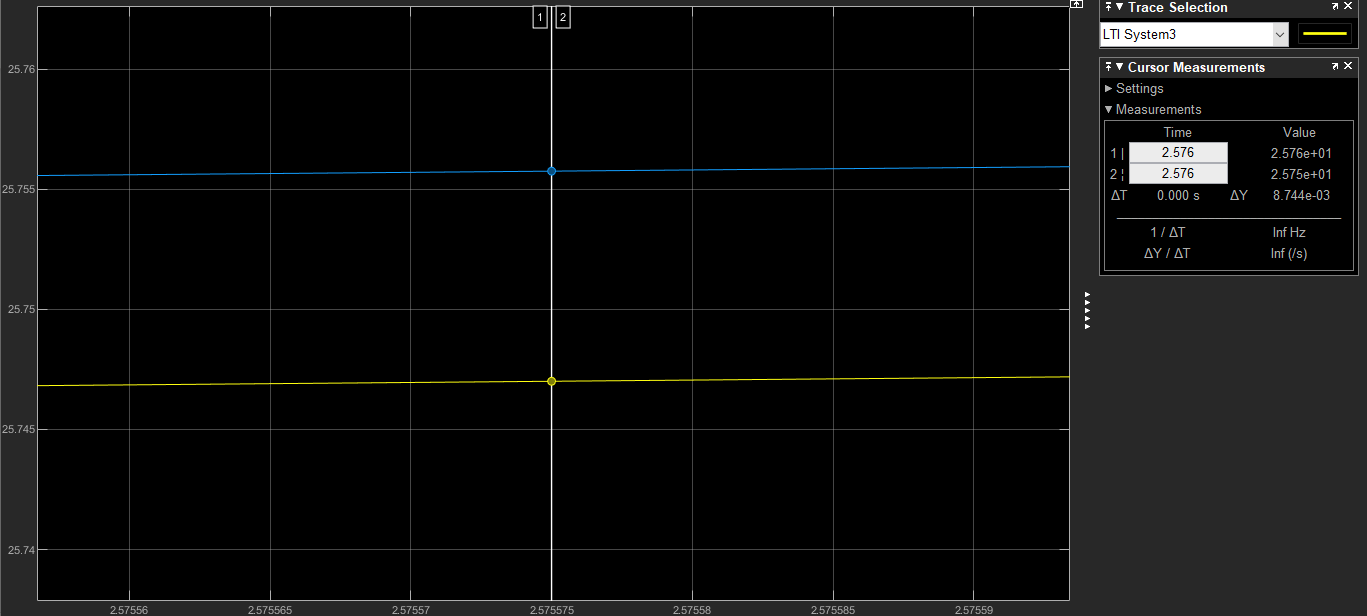 1 2
25.76
25.755
25.75
25.745
25.74
2.57556 2.575565 2.57557 2.575575 2.57558 2.575585 2.57559
Trace Selection
LTI System3
Cursor Measurements
Settings
Measurements
Time Value
1 | 2.576 2.576e+01
2 ¦ 2.576 2.575e+01
ΔT 0.000 s ΔY 8.744e-03
1 / ΔT Inf Hz
ΔY / ΔT Inf (/s)